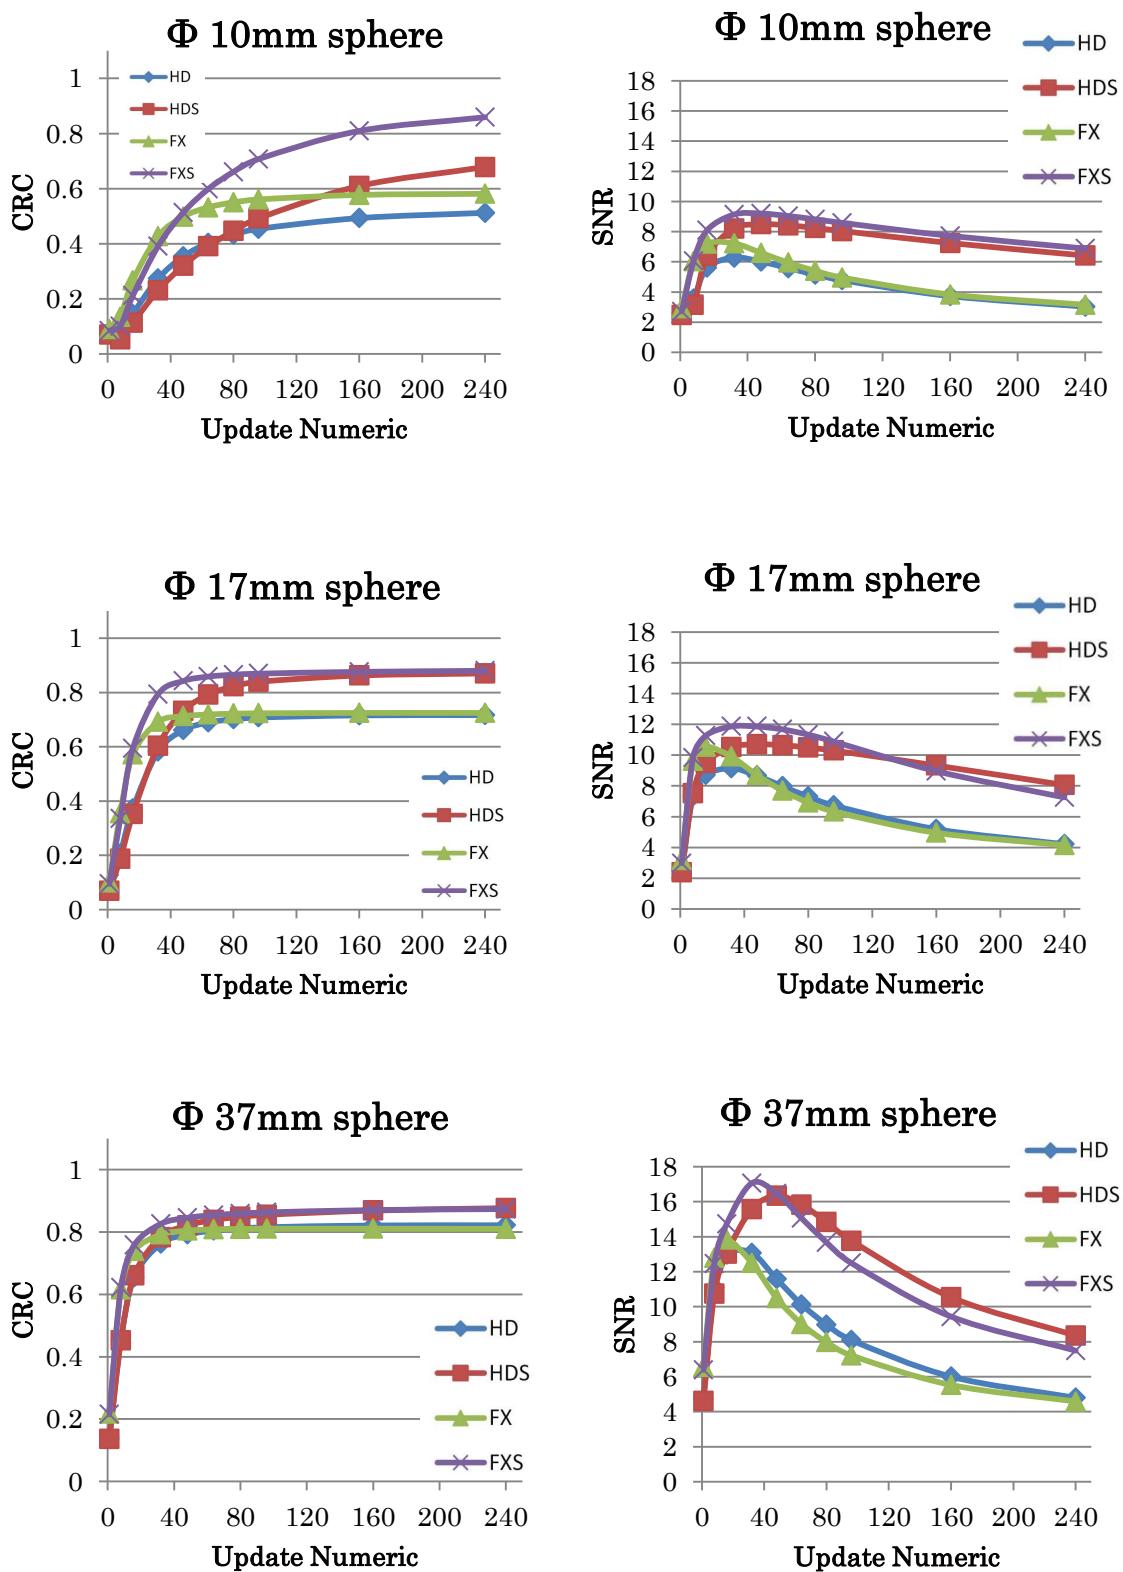 Φ 10mm sphere
1
0.8
0.6
0.4
0.2
0
CRC
HD
HDS
FX
FXS
0 40 80 120 160 200 240
Update Numeric
Φ 10mm sphere
18
16
14
12
10
8
6
4
2
0
SNR
HD
HDS
FX
FXS
0 40 80 120 160 200 240
Update Numeric
Φ 17mm sphere
1
0.8
0.6
0.4
0.2
0
CRC
HD
HDS
FX
FXS
0 40 80 120 160 200 240
Update Numeric
Φ 17mm sphere
18
16
14
12
10
8
6
4
2
0
SNR
HD
HDS
FX
FXS
0 40 80 120 160 200 240
Update Numeric
Φ 37mm sphere
1
0.8
0.6
0.4
0.2
0
CRC
HD
HDS
FX
FXS
0 40 80 120 160 200 240
Update Numeric
Φ 37mm sphere
18
16
14
12
10
8
6
4
2
0
SNR
HD
HDS
FX
FXS
0 40 80 120 160 200 240
Update Numeric